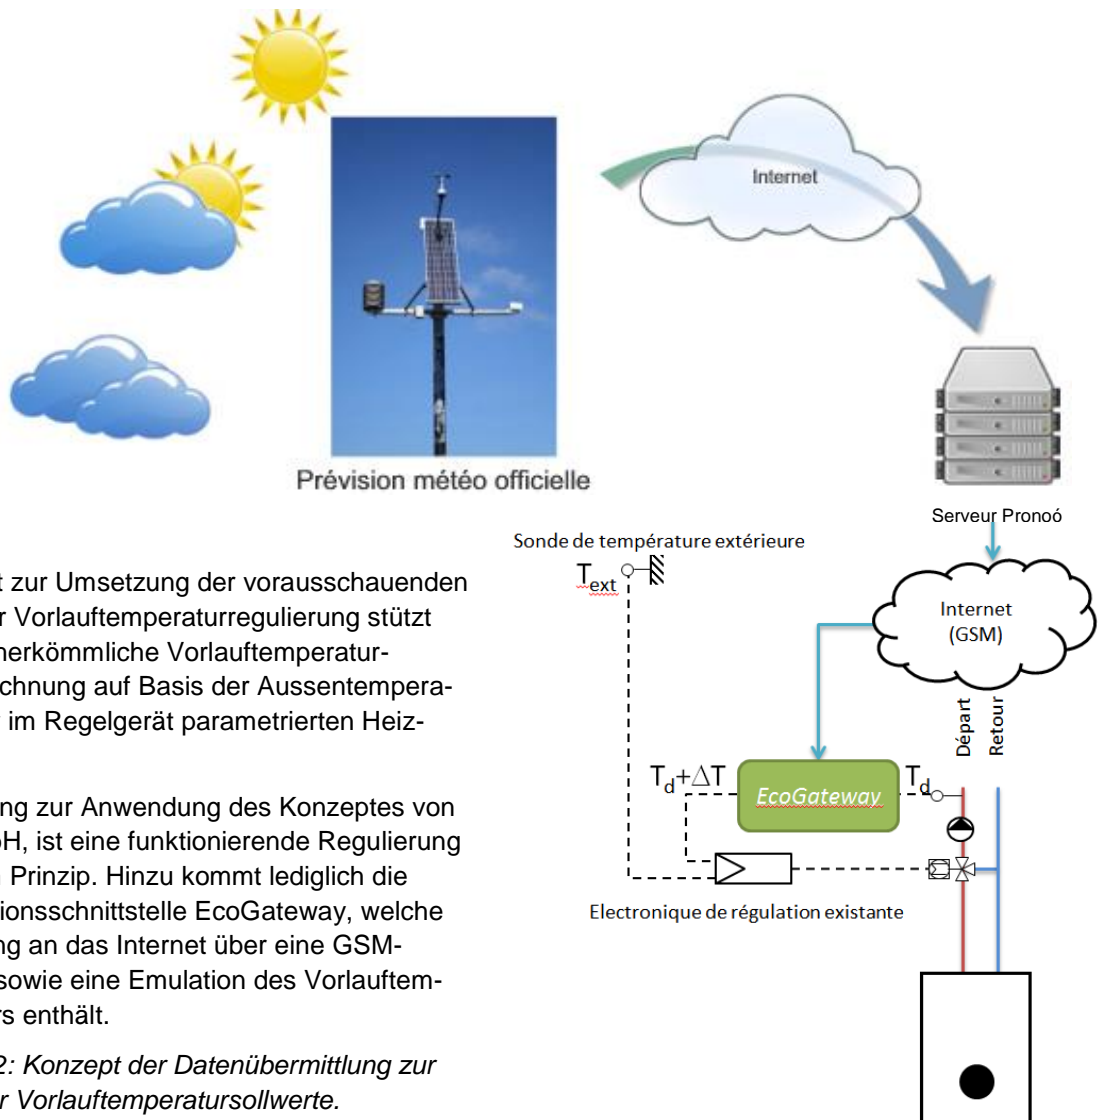 Internet
Prévision météo officielle
Serveur Pronoó
Sonde de température extérieure
Text
Internet
(GSM)
Départ
Retour
Td+ΔT
EcoGateway
Td
Electronique de régulation existante
t zur Umsetzung der vorausschauenden
r Vorlauftemperaturregulierung stützt
herkömmliche Vorlauftemperatur-
chnung auf Basis der Aussentempera-
im Regelgerät parametrierten Heiz-
ung zur Anwendung des Konzeptes von
bH, ist eine funktionierende Regulierung
Prinzip. Hinzu kommt lediglich die
tionsschnittstelle EcoGateway, welche
ng an das Internet über eine GSM-
sowie eine Emulation des Vorlauftem-
rs enthält.
2: Konzept der Datenübermittlung zur
r Vorlauftemperatursollwerte.